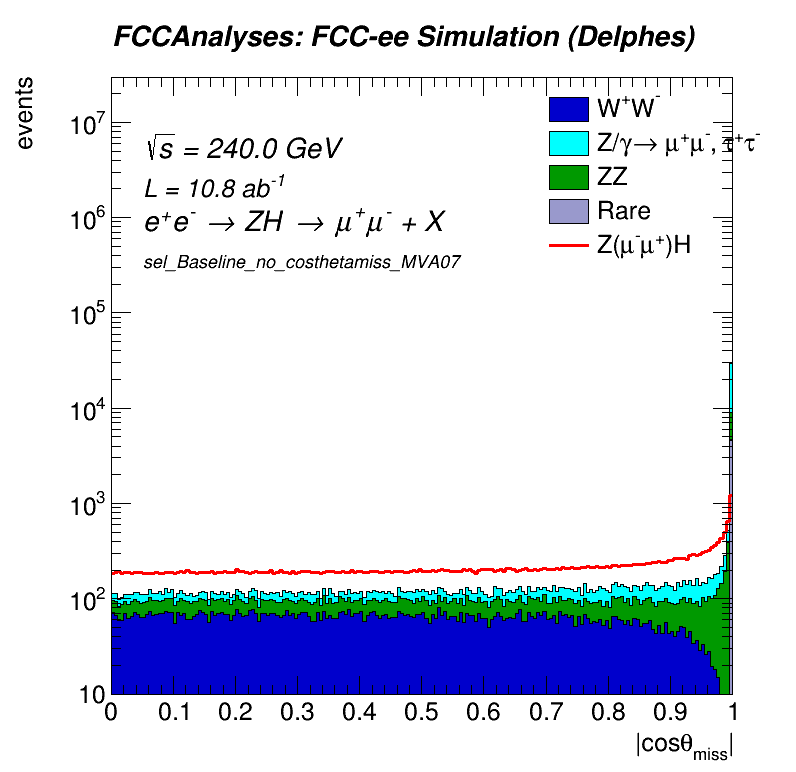 FCCAnalyses: FCC-ee Simulation (Delphes)
events
10⁷
10⁶
10⁵
10⁴
10³
10²
10
√s = 240.0 GeV
L = 10.8 ab⁻¹
e⁺e⁻ → ZH → μ⁺μ⁻ + X
sel_Baseline_no_costhetamiss_MVA07
W⁺W⁻
Z/γ→ μ⁺μ⁻, τ⁺τ⁻
ZZ
Rare
Z(μ⁻μ⁺)H
0 0.1 0.2 0.3 0.4 0.5 0.6 0.7 0.8 0.9 1
|cosθ_miss|